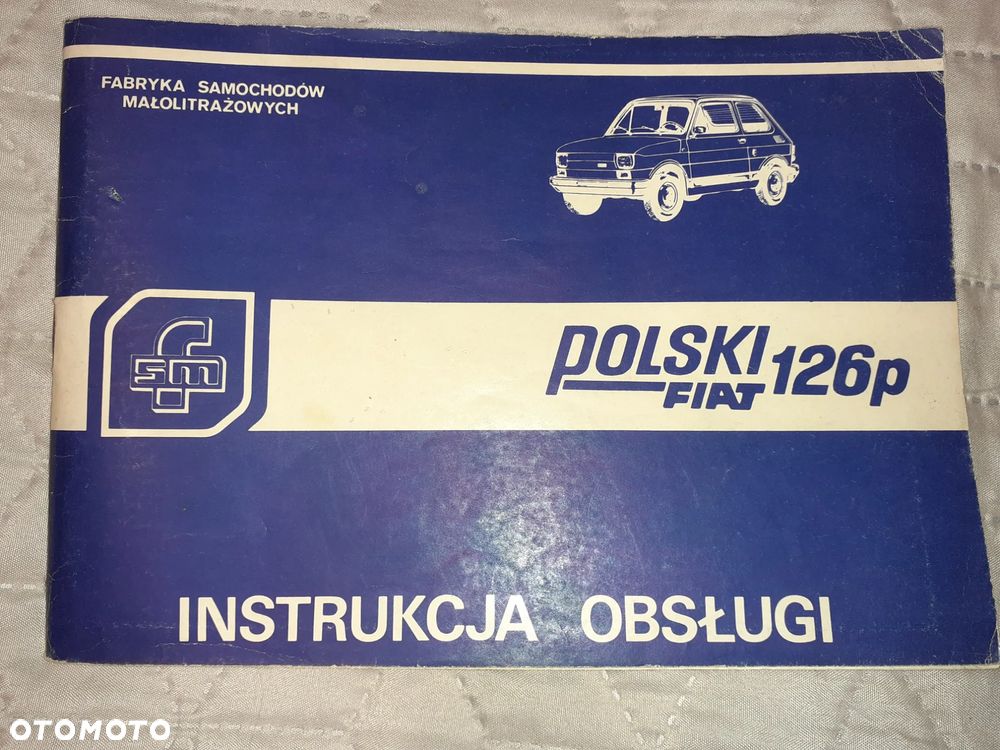 FABRYKA SAMOCHODÓW
MAŁOLITRAŻOWYCH
fsm
POLSKI
FIAT 126p
INSTRUKCJA OBSŁUGI
OTOMOTO